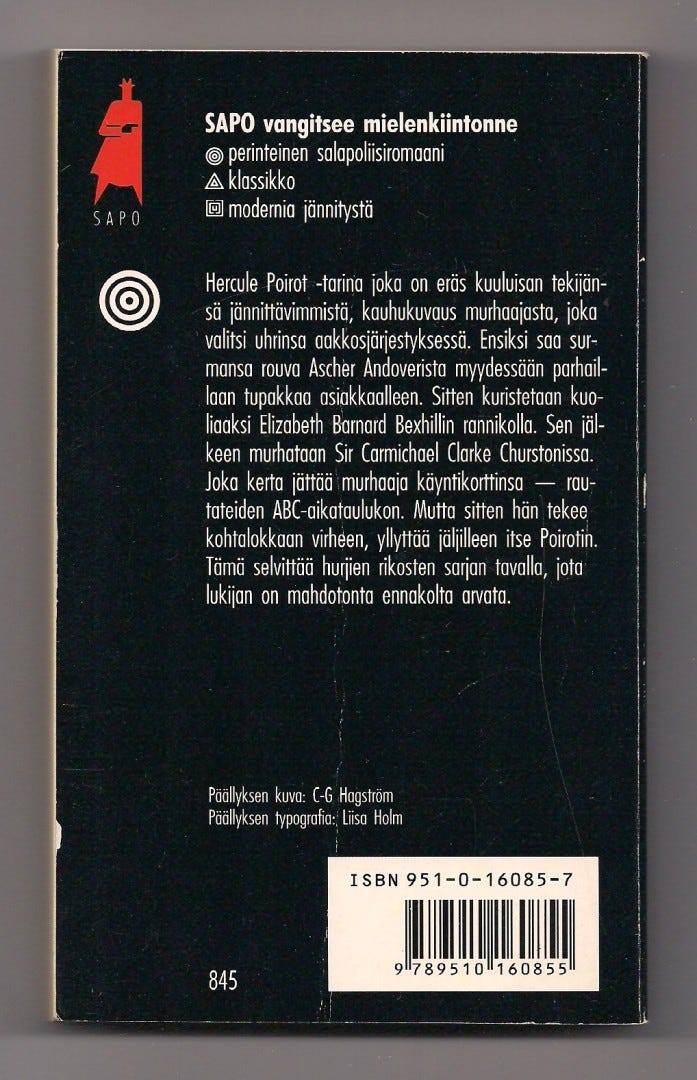 SAPO
SAPO vangitsee mielenkiintonne
perinteinen salapoliisiromaani
klassikko
modernia jännitystä
Hercule Poirot -tarina joka on eräs kuuluisan tekijän-
sä jännittävimmistä, kauhukuvaus murhaajasta, joka
valitsi uhrinsa aakkosjärjestyksessä. Ensiksi saa sur-
mansa rouva Ascher Andoverista myydessään parhail-
laan tupakkaa asiakkaalleen. Sitten kuristetaan kuo-
liaaksi Elizabeth Barnard Bexhillin rannikolla. Sen jäl-
keen murhataan Sir Carmichael Clarke Churstonissa.
Joka kerta jättää murhaaja käyntikorttinsa — rau-
tateiden ABC-aikataulukon. Mutta sitten hän tekee
kohtalokkaan virheen, yllyttää jäljilleen itse Poirotin.
Tämä selvittää hurjien rikosten sarjan tavalla, jota
lukijan on mahdotonta ennakolta arvata.
Päällyksen kuva: C-G Hagström
Päällyksen typografia: Liisa Holm
ISBN 951-0-16085-7
9 789510 160855
845